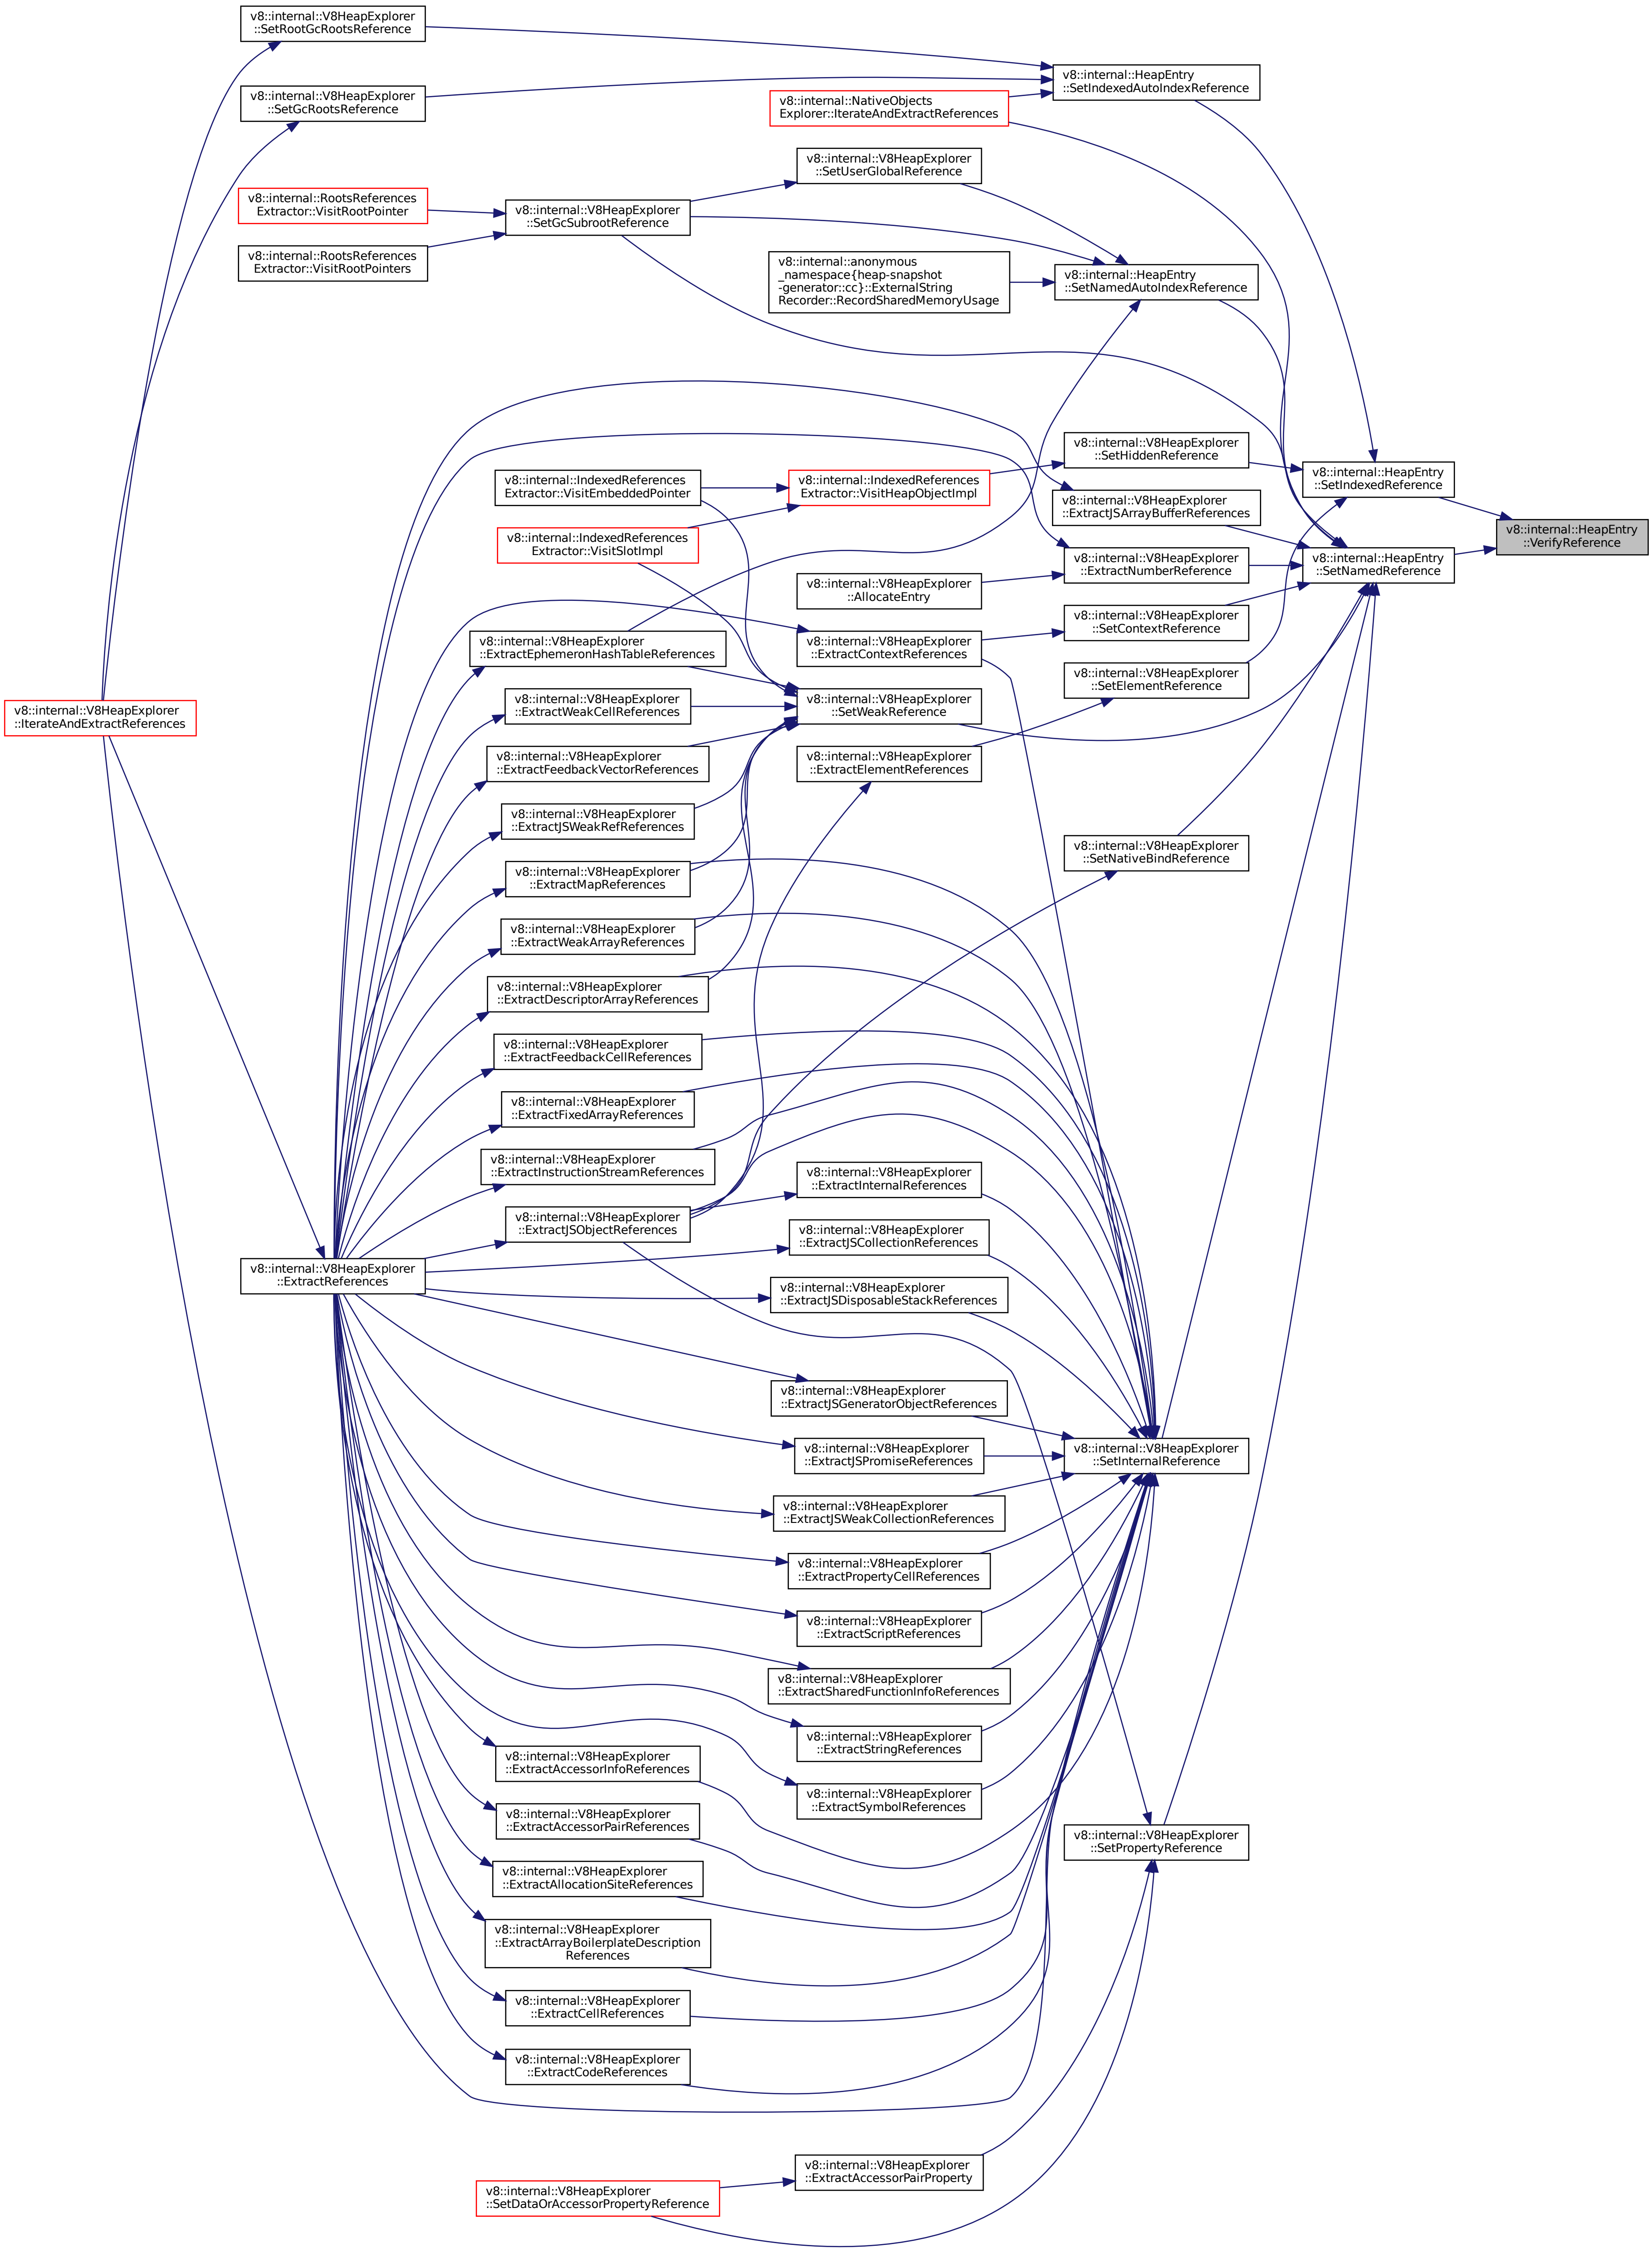 v8::internal::V8HeapExplorer
::SetRootGcRootsReference
v8::internal::HeapEntry
::SetIndexedAutoIndexReference
v8::internal::V8HeapExplorer
::SetGcRootsReference
v8::internal::NativeObjects
Explorer::IterateAndExtractReferences
v8::internal::V8HeapExplorer
::SetUserGlobalReference
v8::internal::RootsReferences
Extractor::VisitRootPointer
v8::internal::V8HeapExplorer
::SetGcSubrootReference
v8::internal::RootsReferences
Extractor::VisitRootPointers
v8::internal::anonymous
_namespace{heap-snapshot
-generator::cc}::ExternalString
Recorder::RecordSharedMemoryUsage
v8::internal::HeapEntry
::SetNamedAutoIndexReference
v8::internal::V8HeapExplorer
::SetHiddenReference
v8::internal::HeapEntry
::SetIndexedReference
v8::internal::IndexedReferences
Extractor::VisitEmbeddedPointer
v8::internal::IndexedReferences
Extractor::VisitHeapObjectImpl
v8::internal::V8HeapExplorer
::ExtractJSArrayBufferReferences
v8::internal::HeapEntry
::VerifyReference
v8::internal::IndexedReferences
Extractor::VisitSlotImpl
v8::internal::V8HeapExplorer
::ExtractNumberReference
v8::internal::HeapEntry
::SetNamedReference
v8::internal::V8HeapExplorer
::AllocateEntry
v8::internal::V8HeapExplorer
::SetContextReference
v8::internal::V8HeapExplorer
::ExtractEphemeronHashTableReferences
v8::internal::V8HeapExplorer
::ExtractContextReferences
v8::internal::V8HeapExplorer
::SetElementReference
v8::internal::V8HeapExplorer
::IterateAndExtractReferences
v8::internal::V8HeapExplorer
::ExtractWeakCellReferences
v8::internal::V8HeapExplorer
::SetWeakReference
v8::internal::V8HeapExplorer
::ExtractFeedbackVectorReferences
v8::internal::V8HeapExplorer
::ExtractElementReferences
v8::internal::V8HeapExplorer
::ExtractJSWeakRefReferences
v8::internal::V8HeapExplorer
::SetNativeBindReference
v8::internal::V8HeapExplorer
::ExtractMapReferences
v8::internal::V8HeapExplorer
::ExtractWeakArrayReferences
v8::internal::V8HeapExplorer
::ExtractDescriptorArrayReferences
v8::internal::V8HeapExplorer
::ExtractFeedbackCellReferences
v8::internal::V8HeapExplorer
::ExtractFixedArrayReferences
v8::internal::V8HeapExplorer
::ExtractInstructionStreamReferences
v8::internal::V8HeapExplorer
::ExtractInternalReferences
v8::internal::V8HeapExplorer
::ExtractJSObjectReferences
v8::internal::V8HeapExplorer
::ExtractJSCollectionReferences
v8::internal::V8HeapExplorer
::ExtractReferences
v8::internal::V8HeapExplorer
::ExtractJSDisposableStackReferences
v8::internal::V8HeapExplorer
::ExtractJSGeneratorObjectReferences
v8::internal::V8HeapExplorer
::ExtractJSPromiseReferences
v8::internal::V8HeapExplorer
::SetInternalReference
v8::internal::V8HeapExplorer
::ExtractJSWeakCollectionReferences
v8::internal::V8HeapExplorer
::ExtractPropertyCellReferences
v8::internal::V8HeapExplorer
::ExtractScriptReferences
v8::internal::V8HeapExplorer
::ExtractSharedFunctionInfoReferences
v8::internal::V8HeapExplorer
::ExtractStringReferences
v8::internal::V8HeapExplorer
::ExtractAccessorInfoReferences
v8::internal::V8HeapExplorer
::ExtractSymbolReferences
v8::internal::V8HeapExplorer
::ExtractAccessorPairReferences
v8::internal::V8HeapExplorer
::SetPropertyReference
v8::internal::V8HeapExplorer
::ExtractAllocationSiteReferences
v8::internal::V8HeapExplorer
::ExtractArrayBoilerplateDescription
References
v8::internal::V8HeapExplorer
::ExtractCellReferences
v8::internal::V8HeapExplorer
::ExtractCodeReferences
v8::internal::V8HeapExplorer
::ExtractAccessorPairProperty
v8::internal::V8HeapExplorer
::SetDataOrAccessorPropertyReference